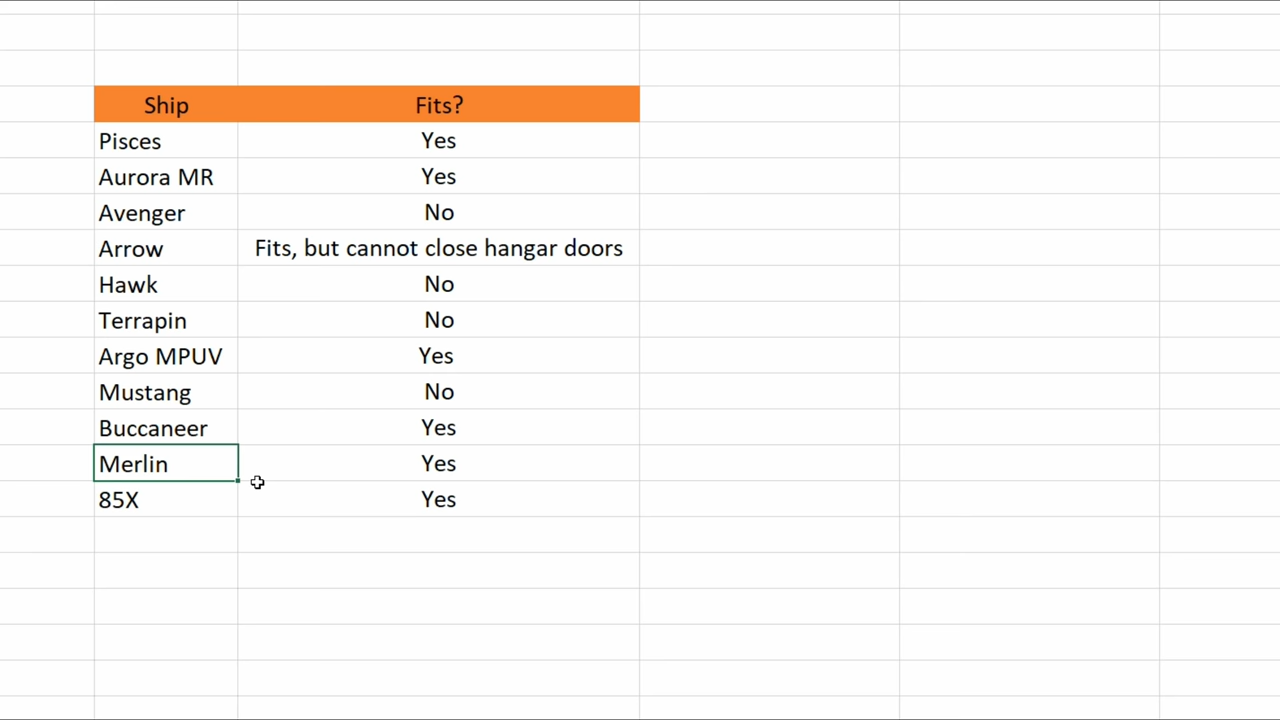 Ship Fits?
Pisces Yes
Aurora MR Yes
Avenger No
Arrow Fits, but cannot close hangar doors
Hawk No
Terrapin No
Argo MPUV Yes
Mustang No
Buccaneer Yes
Merlin Yes
85X Yes